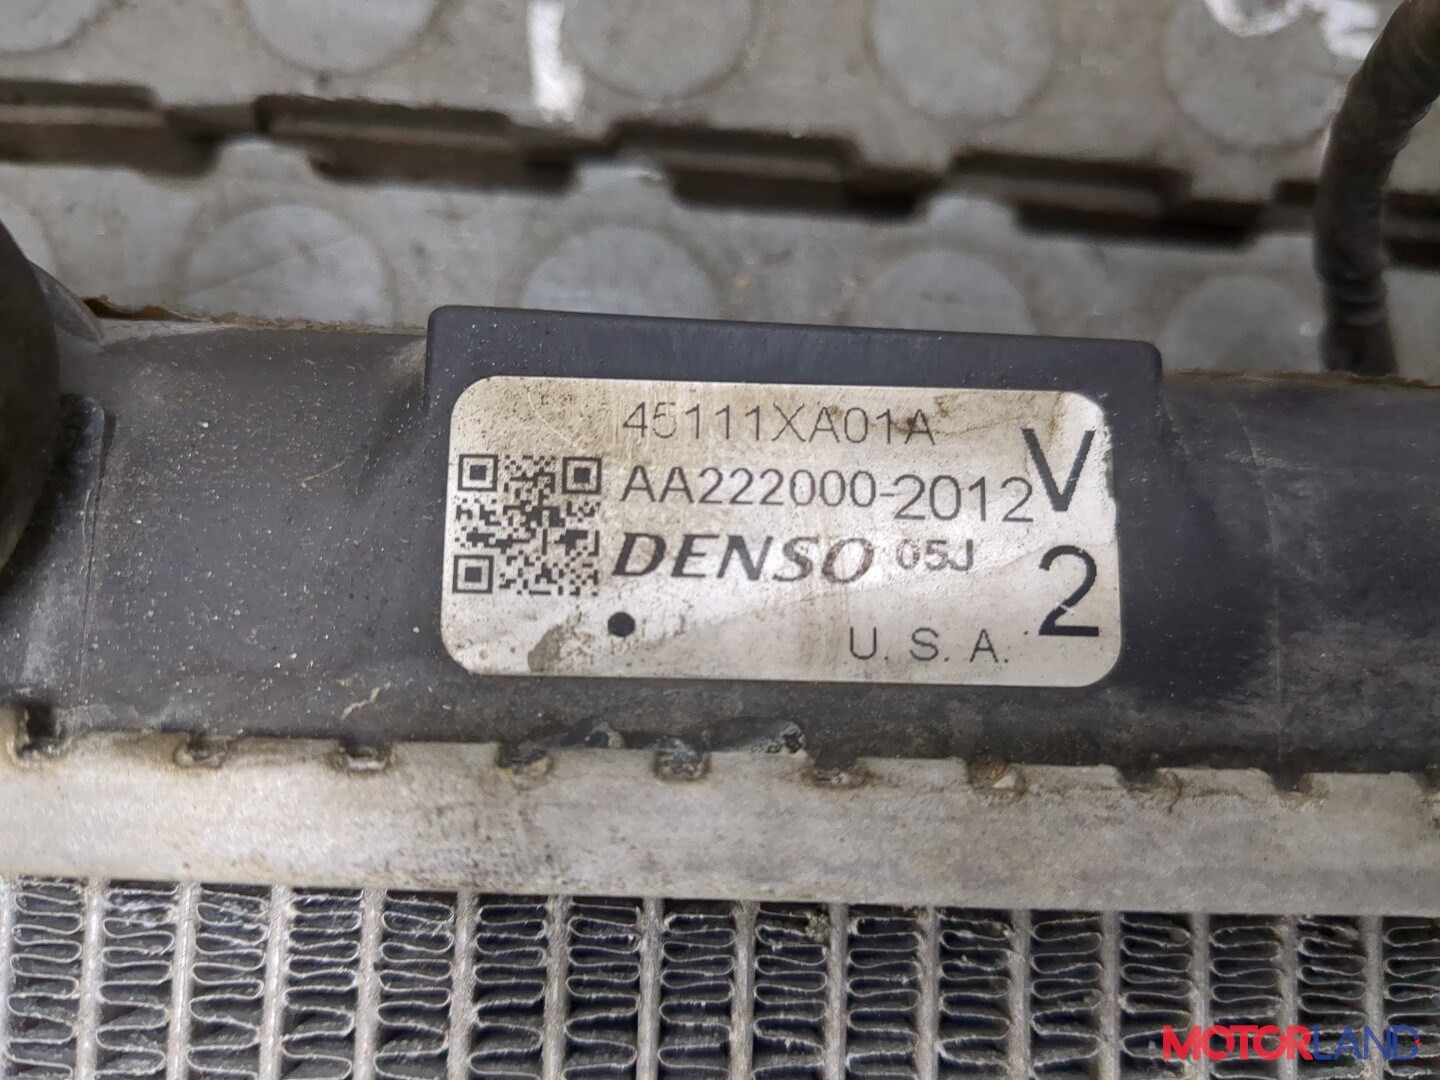 45111XA01A
AA222000-2012
V
DENSO 05J
2
U. S. A.
MOTORLAND